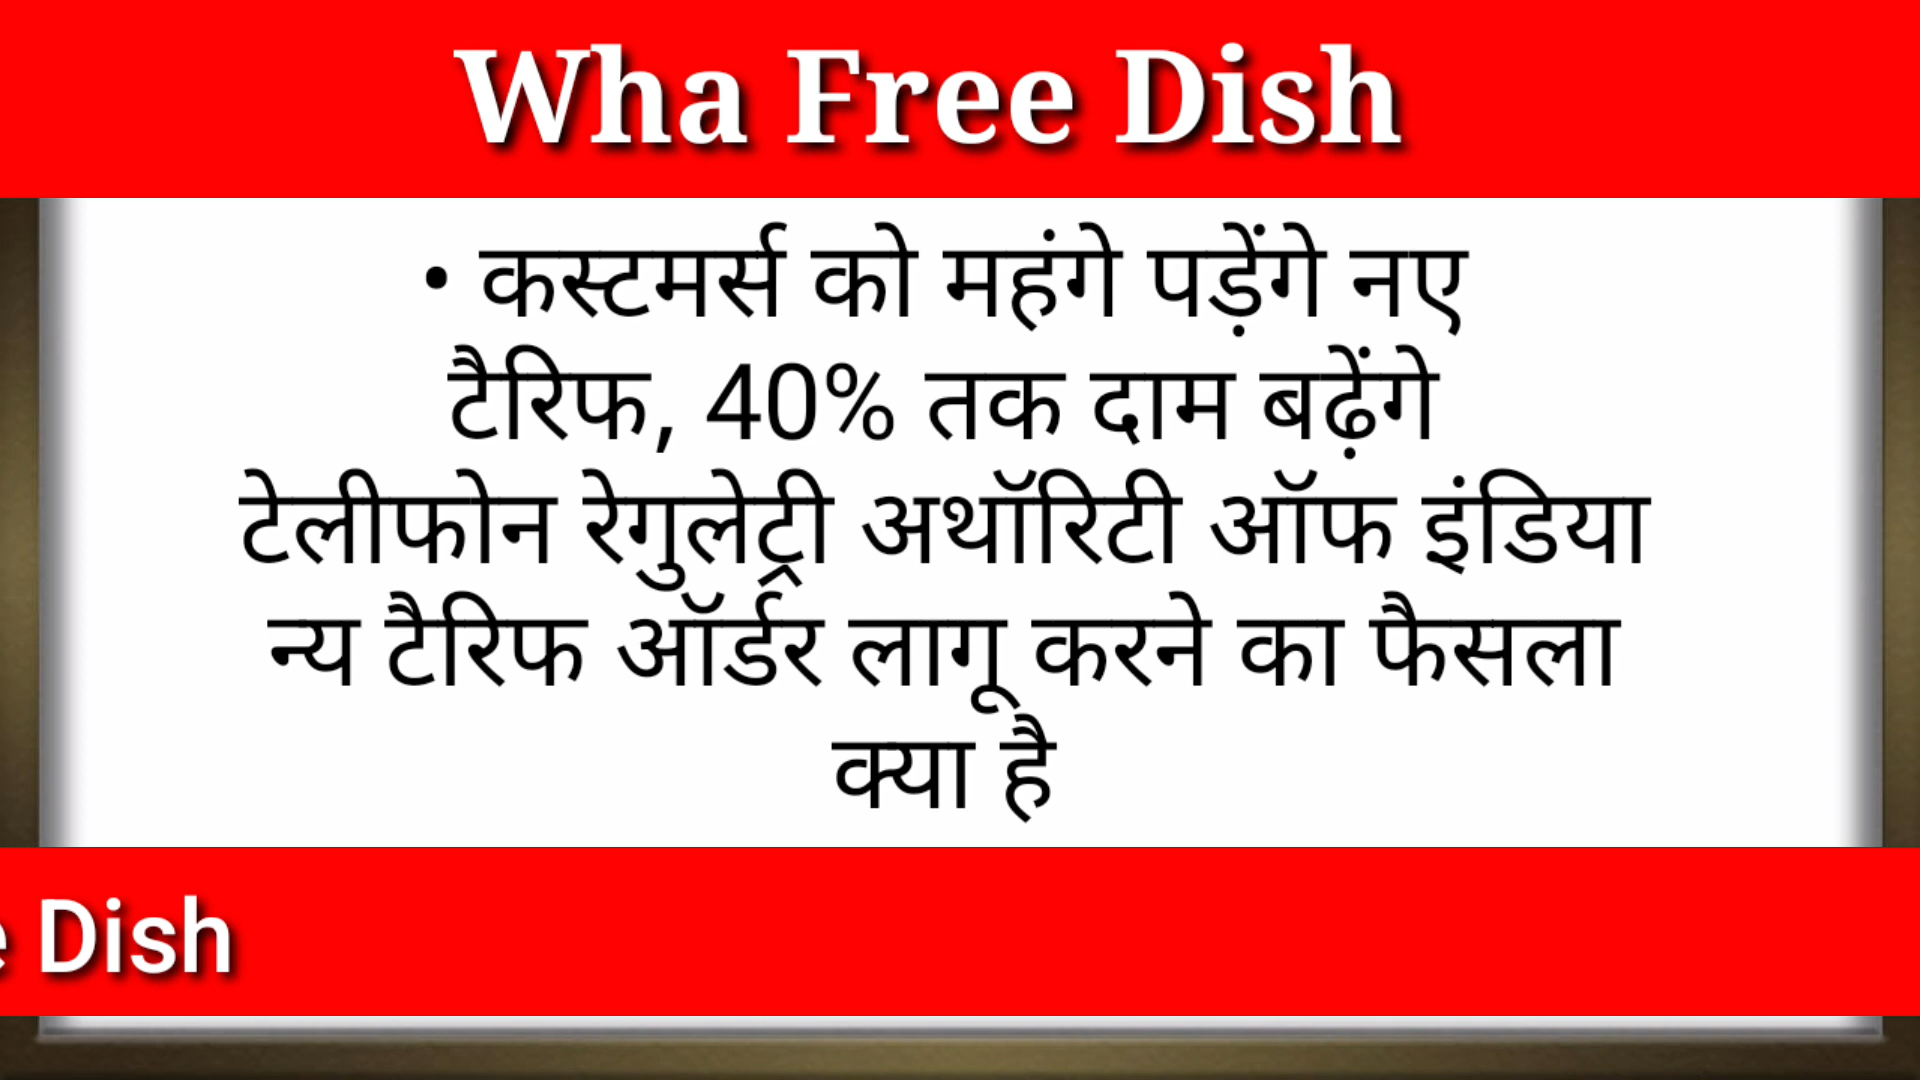 Wha Free Dish
• कस्टमर्स को महंगे पड़ेंगे नए
टैरिफ, 40% तक दाम बढ़ेंगे
टेलीफोन रेगुलेट्री अथॉरिटी ऑफ इंडिया
न्य टैरिफ ऑर्डर लागू करने का फैसला
क्या है
e Dish